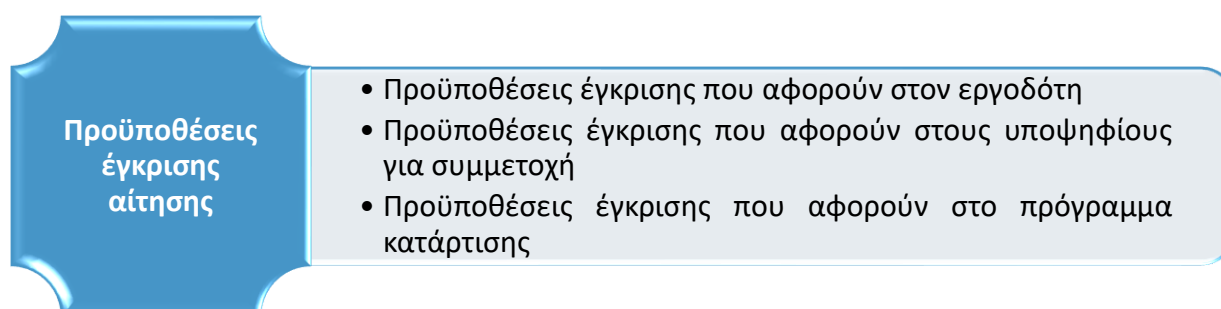 Προϋποθέσεις
έγκρισης
αίτησης
• Προϋποθέσεις έγκρισης που αφορούν στον εργοδότη
• Προϋποθέσεις έγκρισης που αφορούν στους υποψηφίους
για συμμετοχή
• Προϋποθέσεις έγκρισης που αφορούν στο πρόγραμμα
κατάρτισης